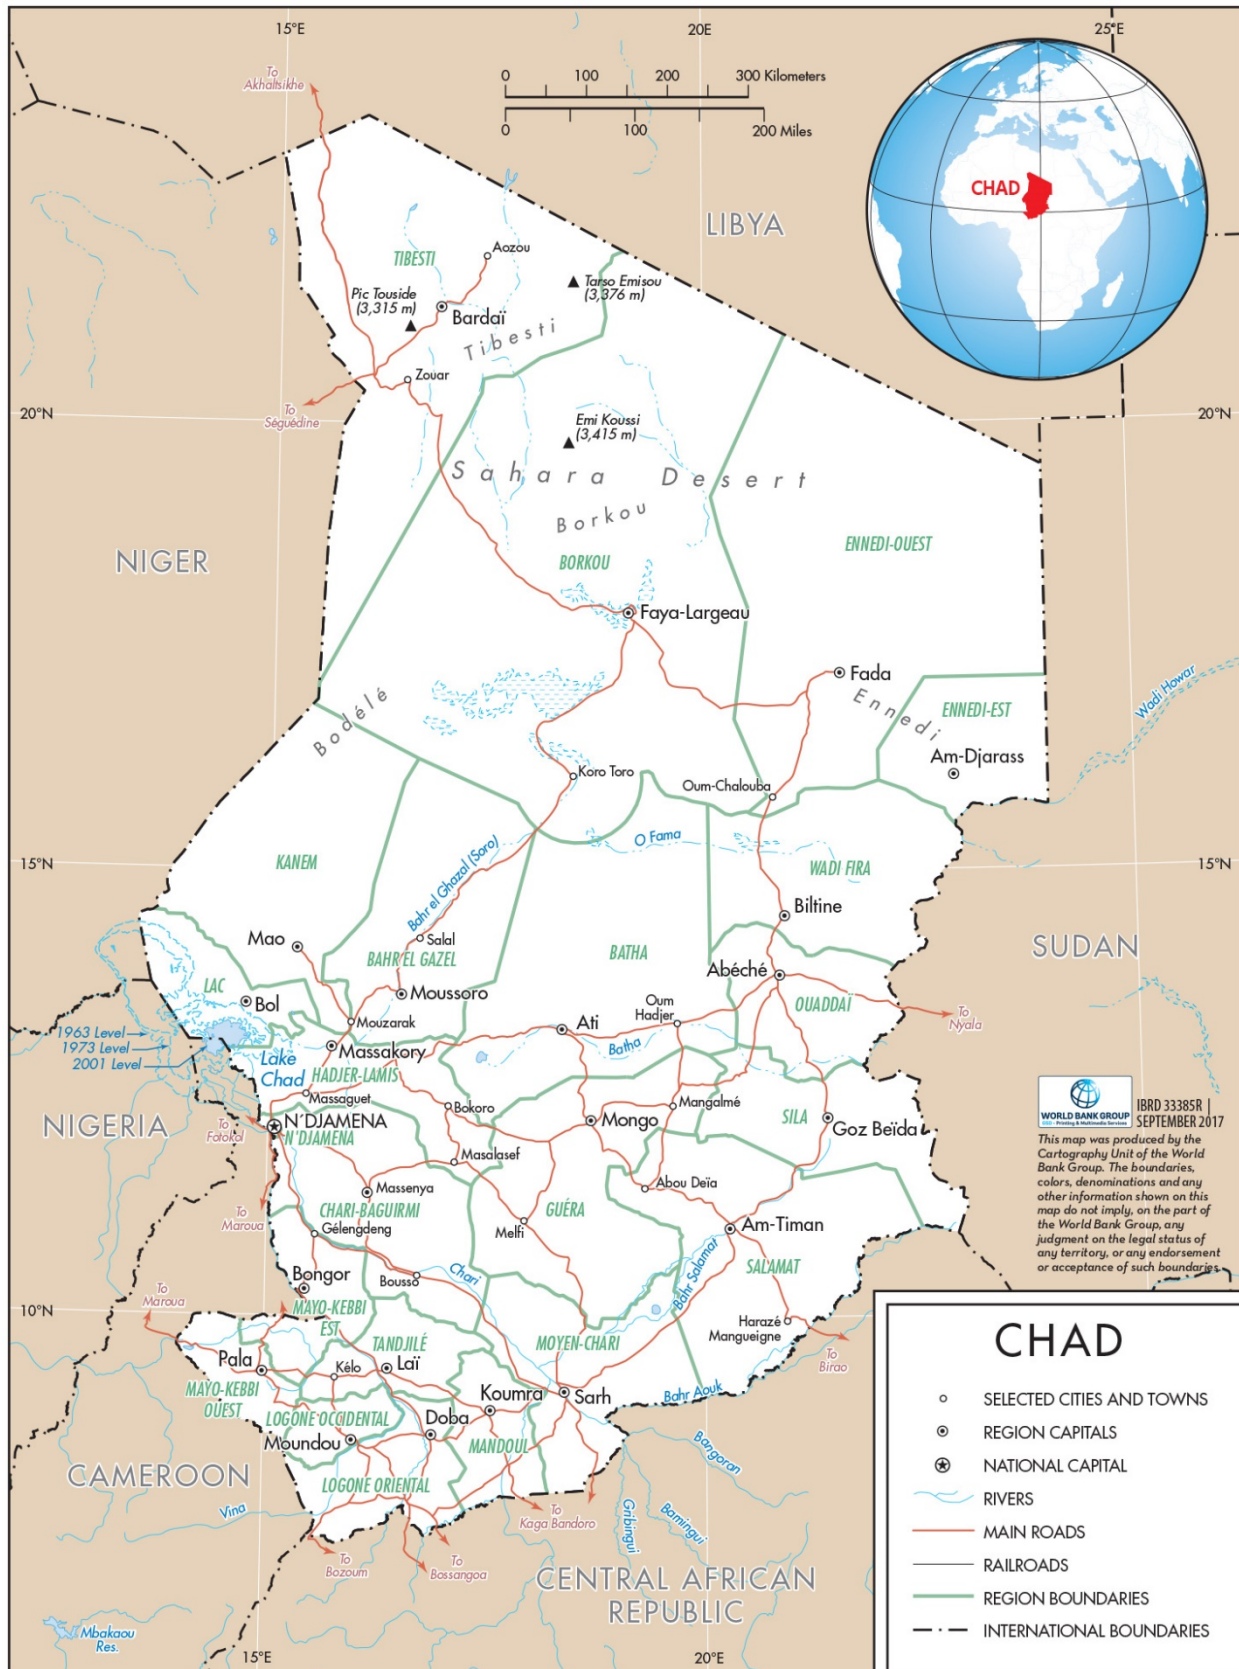 15°E
20E
25°E
To
Akhaltsikhe
0 100 200 300 Kilometers
0 100 200 Miles
CHAD
LIBYA
TIBESTI
Aozou
Pic Touside
(3,315 m)
Tarso Emisou
(3,376 m)
Bardaï
Tibesti
Zouar
20°N
20°N
To
Séguédine
Emi Koussi
(3,415 m)
Sahara Desert
Borkou
NIGER
BORKOU
ENNEDI-OUEST
Faya-Largeau
Fada
Ennedi
ENNEDI-EST
Wadi Howar
Bodélé
Am-Djarass
Koro Toro
Oum-Chalouba
O Fama
15°N
15°N
KANEM
Bahr el Ghazal (Soro)
WADI FIRA
Biltine
Mao
Salal
BAHR EL GAZEL
BATHA
SUDAN
Abéché
LAC
Bol
Moussoro
OUADDAÏ
Oum
Hadjer
To
Nyala
Mouzarak
Ati
Batha
1963 Level
1973 Level
2001 Level
Lake
Chad
Massakory
HADJER-LAMIS
Massaguet
Bokoro
Mangalmé
SILA
NIGERIA
To
Fotokol
N'DJAMENA
N'DJAMENA
Mongo
Goz Beïda
Masalasef
Massenya
Abou Deïa
CHARI-BAGUIRMI
GUÉRA
To
Maroua
Gélengdeng
Melfi
Am-Timan
Bongor
Bousso
Chari
Bahr Salamat
SALAMAT
To
Maroua
10°N
MAYO-KEBBI
EST
TANDJILÉ
MOYEN-CHARI
Harazé
Mangueigne
To
Birao
Pala
Kélo
Laï
MAYO-KEBBI
OUEST
Koumra
Sarh
Bahr Aouk
LOGONE OCCIDENTAL
Doba
Moundou
MANDOUL
Bangoran
CAMEROON
LOGONE ORIENTAL
Vina
To
Kaga Bandoro
Gribingui
Bamingui
To
Bozoum
To
Bossangoa
CENTRAL AFRICAN
REPUBLIC
Mbakaou
Res.
15°E
20°E
WORLD BANK GROUP
GSD - Printing & Multimedia Services
IBRD 33385R |
SEPTEMBER 2017
This map was produced by the
Cartography Unit of the World
Bank Group. The boundaries,
colors, denominations and any
other information shown on this
map do not imply, on the part of
the World Bank Group, any
judgment on the legal status of
any territory, or any endorsement
or acceptance of such boundaries.
CHAD
SELECTED CITIES AND TOWNS
REGION CAPITALS
NATIONAL CAPITAL
RIVERS
MAIN ROADS
RAILROADS
REGION BOUNDARIES
INTERNATIONAL BOUNDARIES